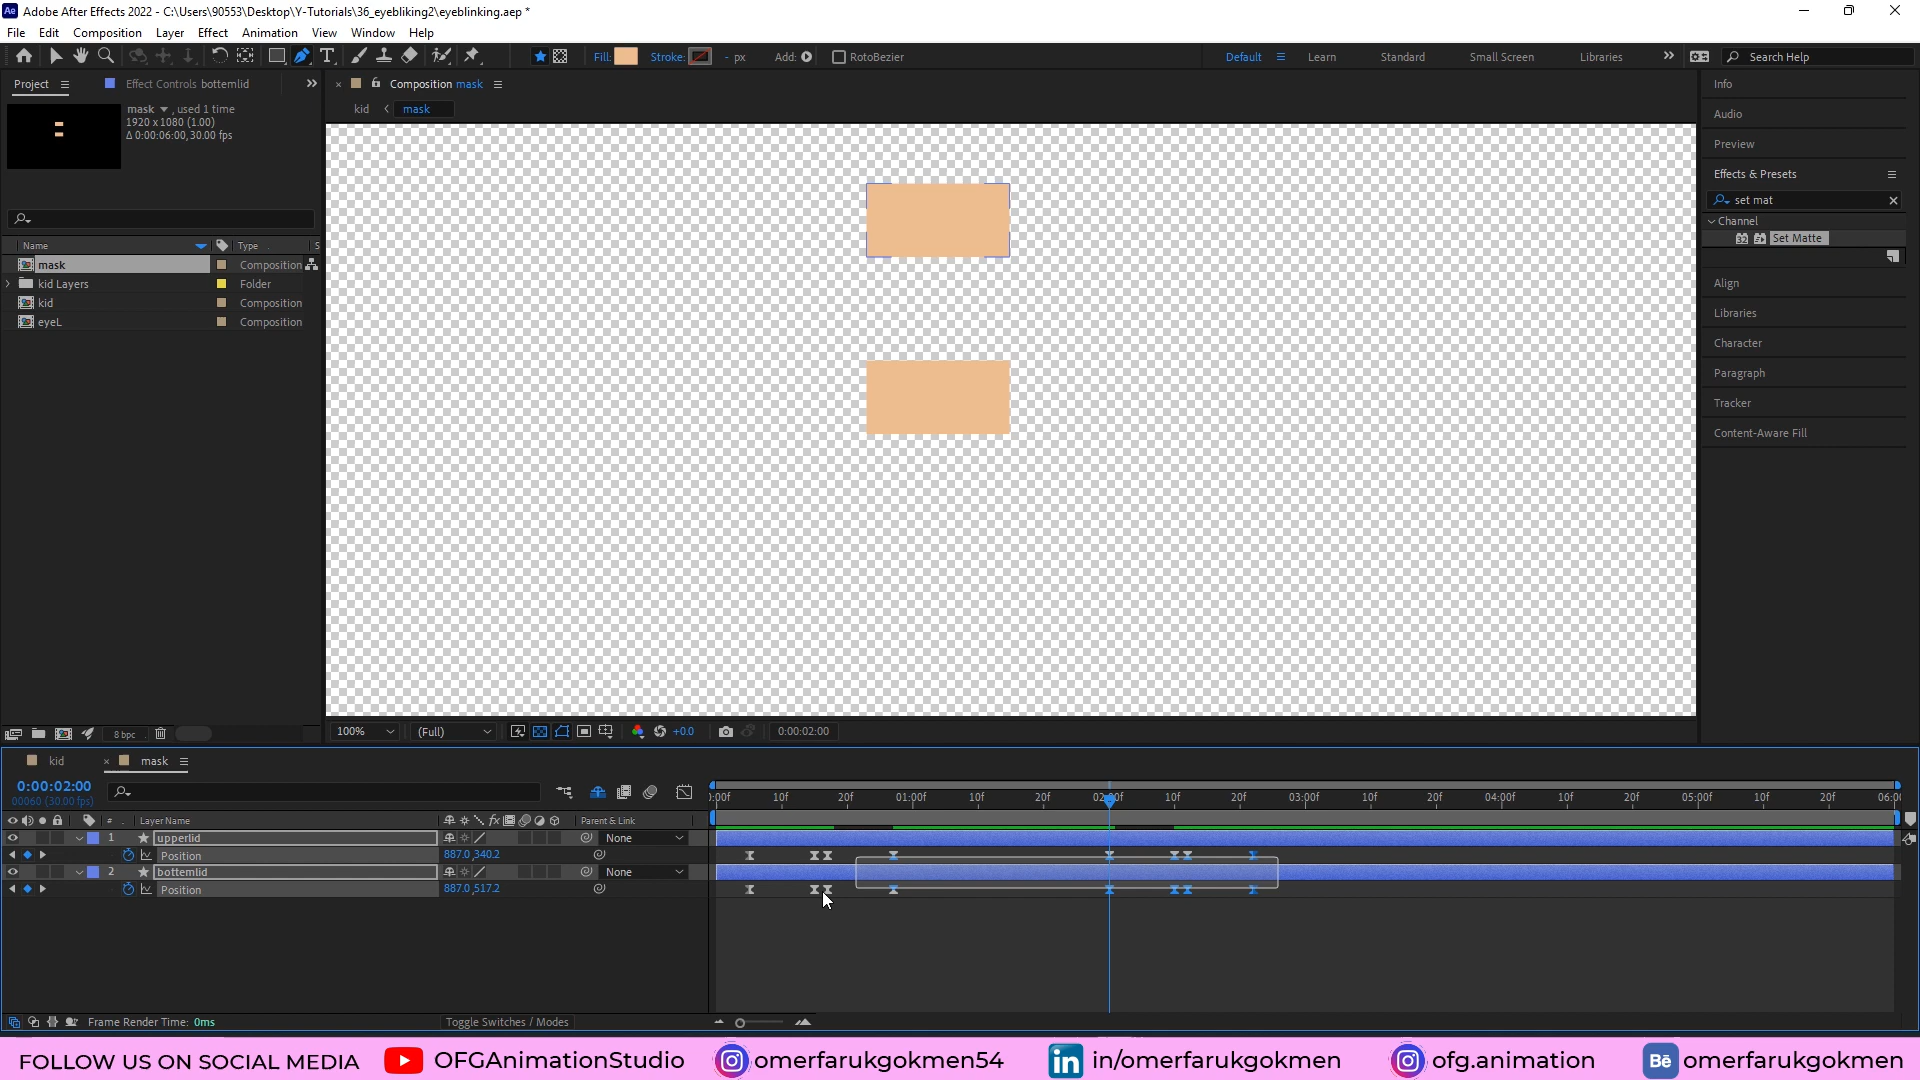 Adobe After Effects 2022 - C:\Users\90553\Desktop\Y-Tutorials\36_eyebliking2\eyeblinking.aep *
File Edit Composition Layer Effect Animation View Window Help
Fill: Stroke: - px Add: RotoBezier Default Learn Standard Small Screen Libraries Search Help
Project Effect Controls bottemlid
Composition mask
kid < mask
mask , used 1 time
1920 x 1080 (1.00)
Δ 0:00:06:00, 30.00 fps
Name Type S
mask Composition
kid Layers Folder
kid Composition
eyeL Composition
8 bpc
100% (Full) +0.0 0:00:02:00
Info
Audio
Preview
Effects & Presets
set mat
Channel
32 Set Matte
Align
Libraries
Character
Paragraph
Tracker
Content-Aware Fill
kid mask
0:00:02:00
00060 (30.00 fps)
# Layer Name Parent & Link
:00f 10f 20f 01:00f 10f 20f 02:00f 10f 20f 03:00f 10f 20f 04:00f 10f 20f 05:00f 10f 20f 06:00
1 upperlid None
Position 887.0,340.2
2 bottemlid None
Position 887.0,517.2
Frame Render Time: 0ms
Toggle Switches / Modes
FOLLOW US ON SOCIAL MEDIA OFGAnimationStudio omerfarukgokmen54 in/omerfarukgokmen ofg.animation Bē omerfarukgokmen